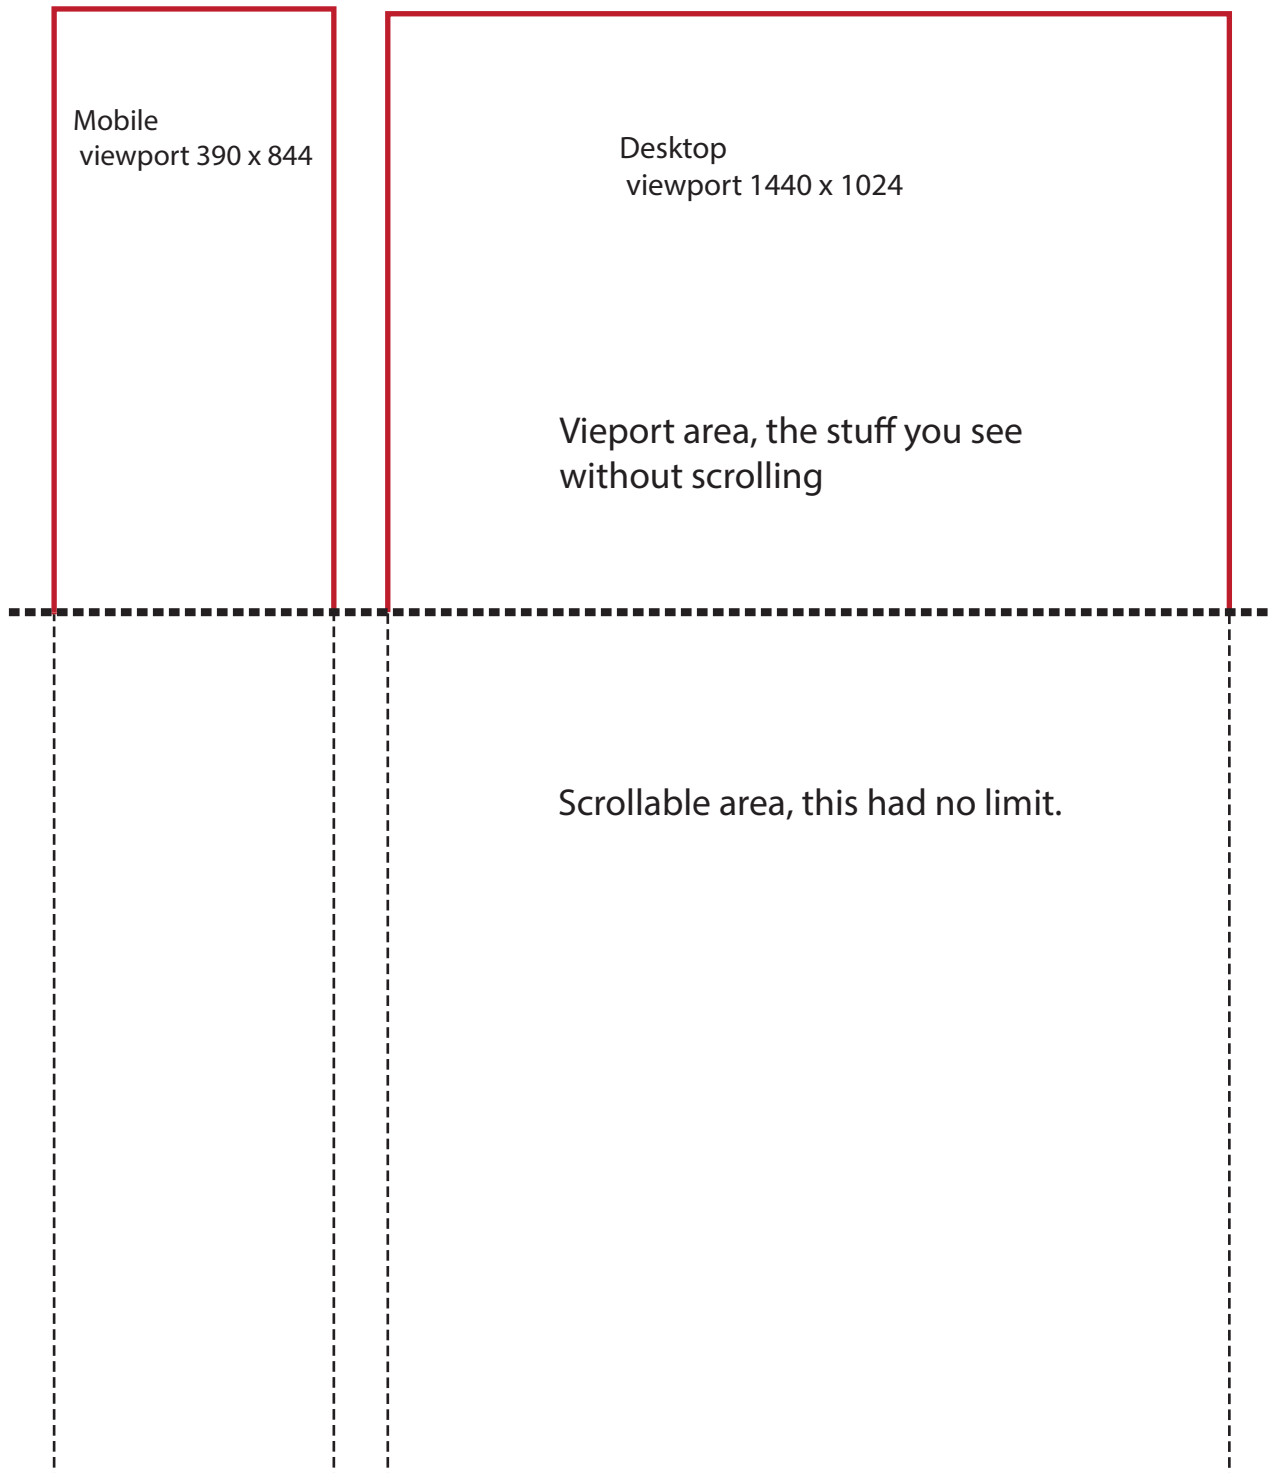 Mobile
viewport 390 x 844
Desktop
viewport 1440 x 1024
Vieport area, the stuff you see
without scrolling
Scrollable area, this had no limit.